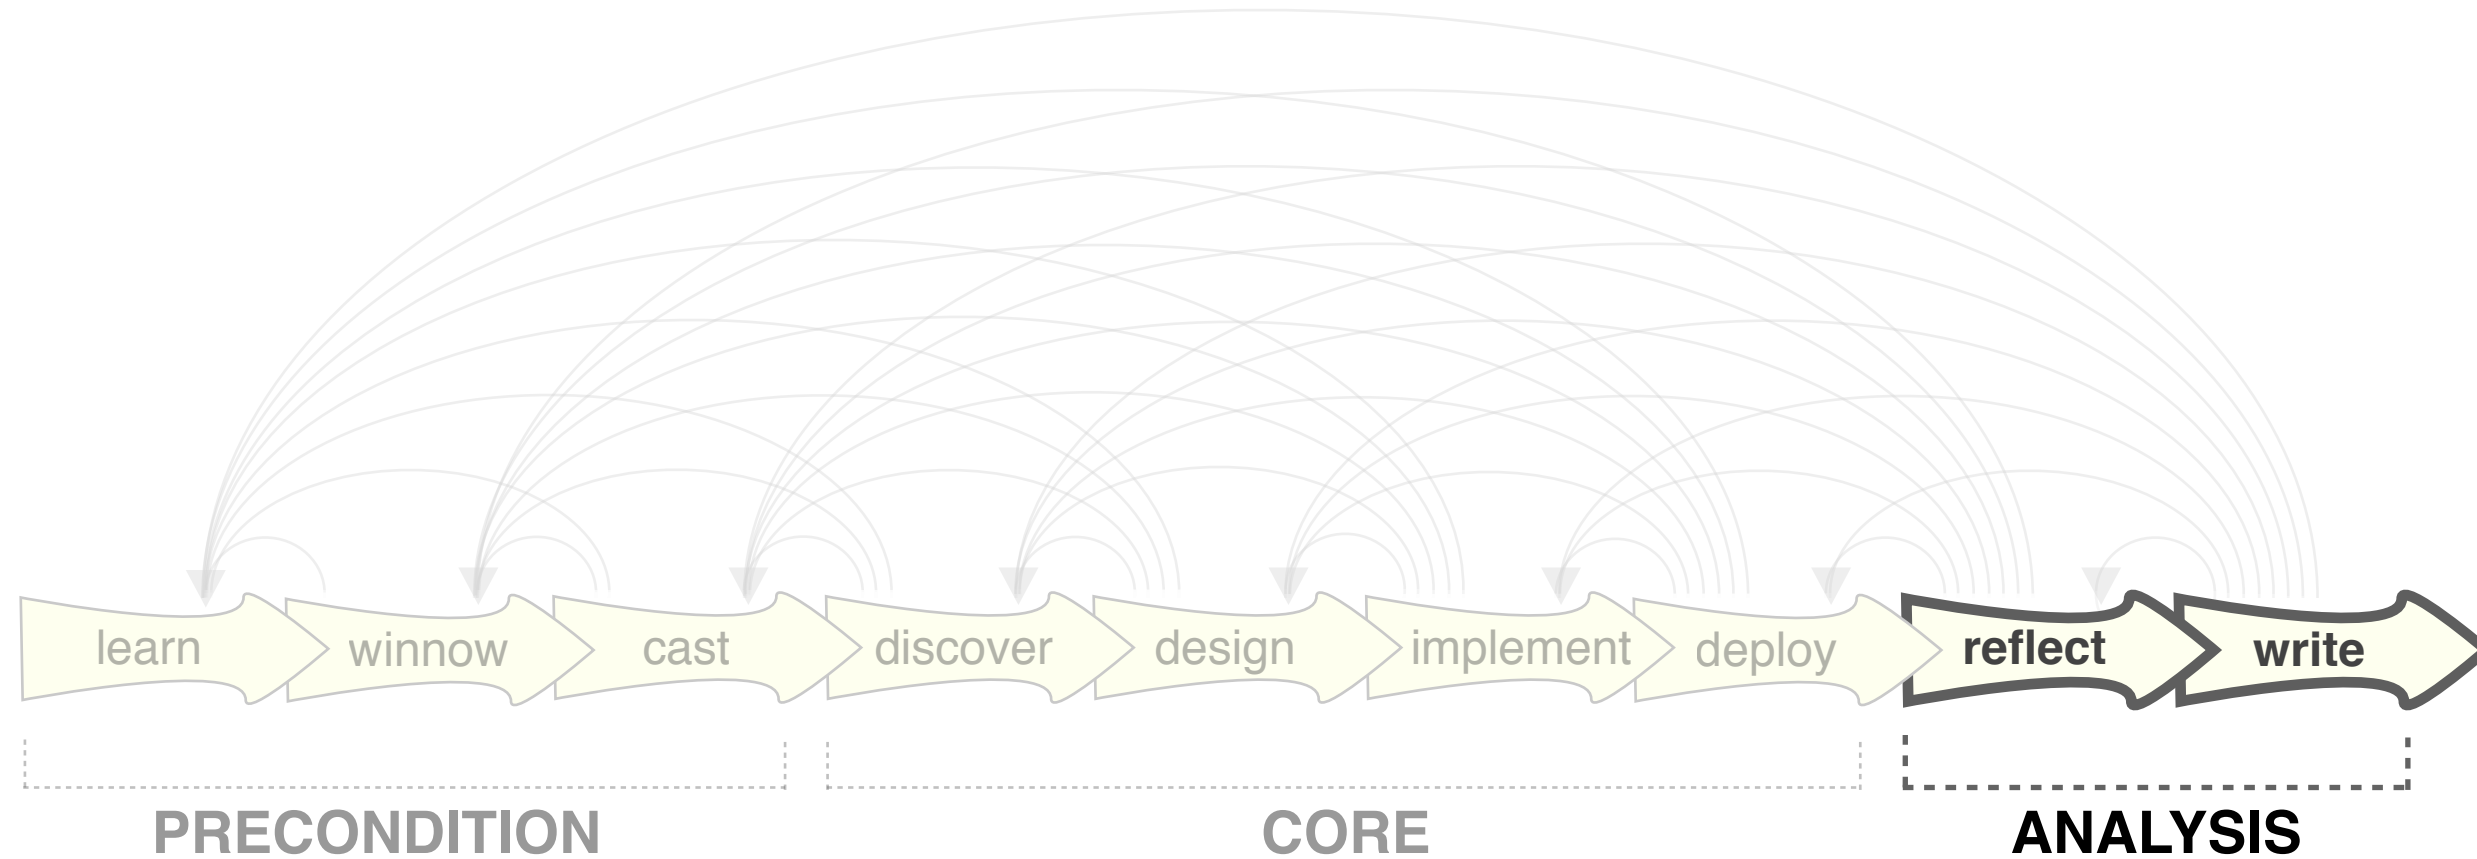 learn winnow cast discover design implement deploy reflect write
PRECONDITION CORE ANALYSIS